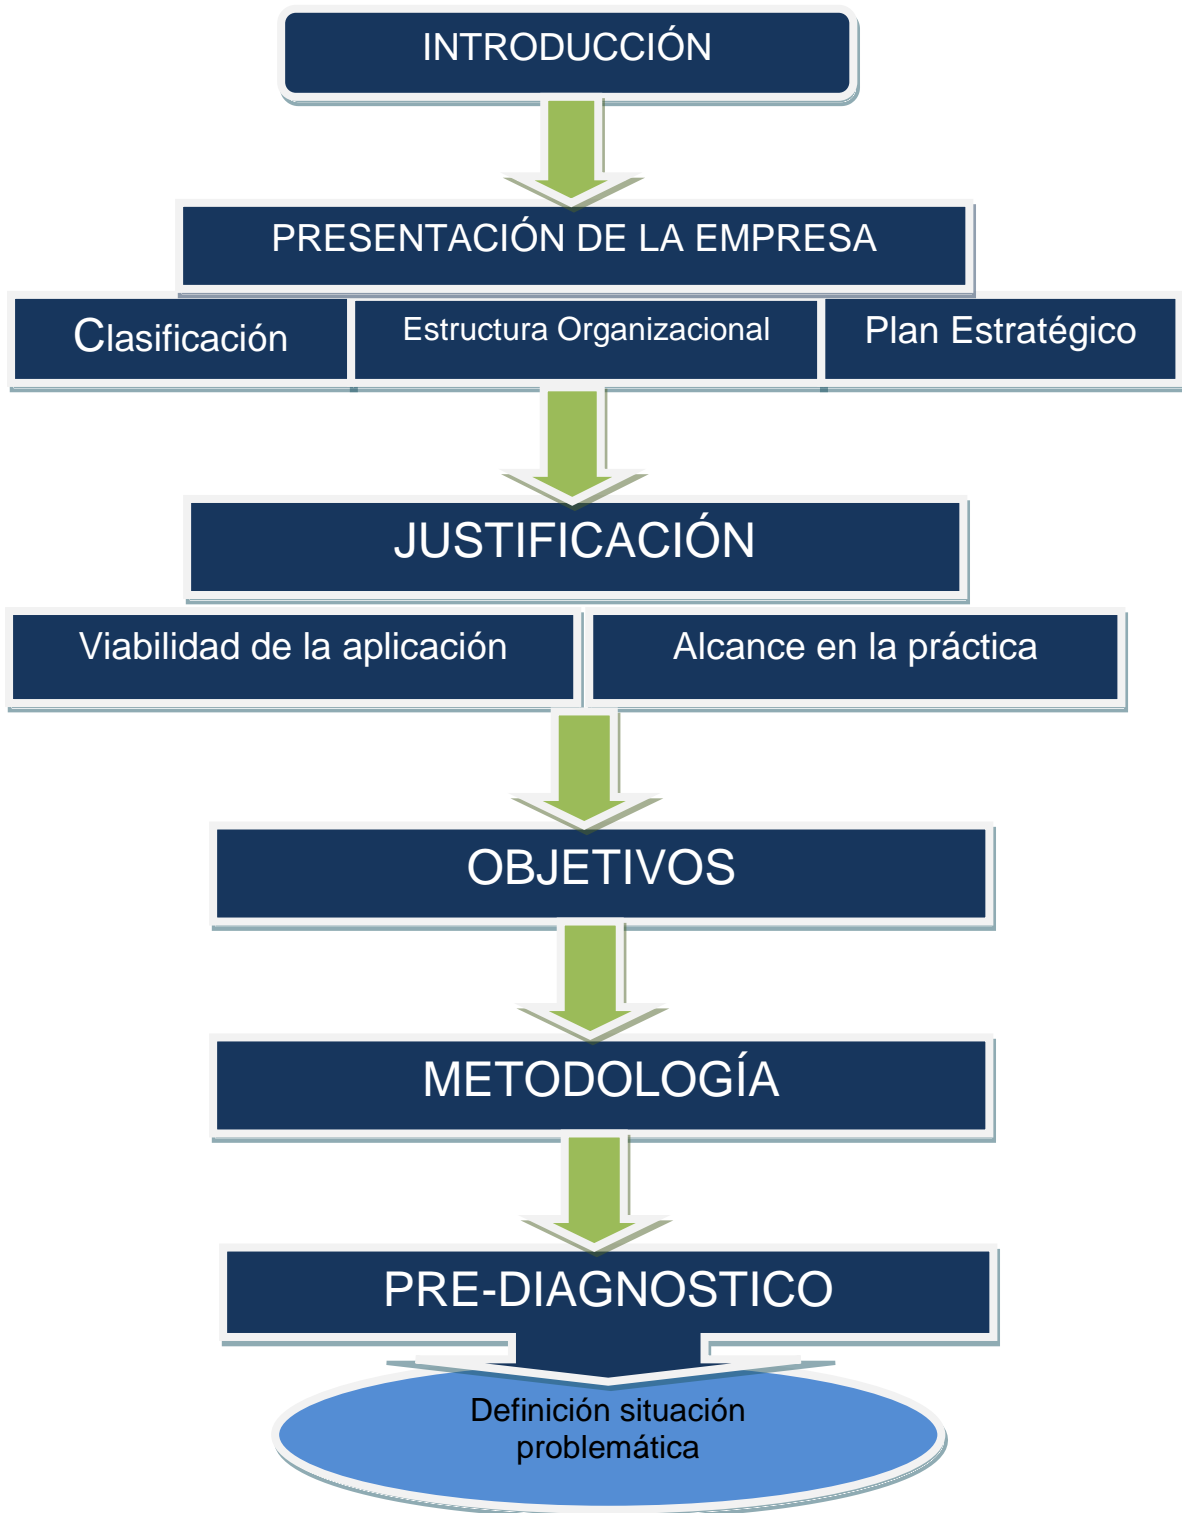 INTRODUCCIÓN
PRESENTACIÓN DE LA EMPRESA
Clasificación
Estructura Organizacional
Plan Estratégico
JUSTIFICACIÓN
Viabilidad de la aplicación
Alcance en la práctica
OBJETIVOS
METODOLOGÍA
PRE-DIAGNOSTICO
Definición situación
problemática